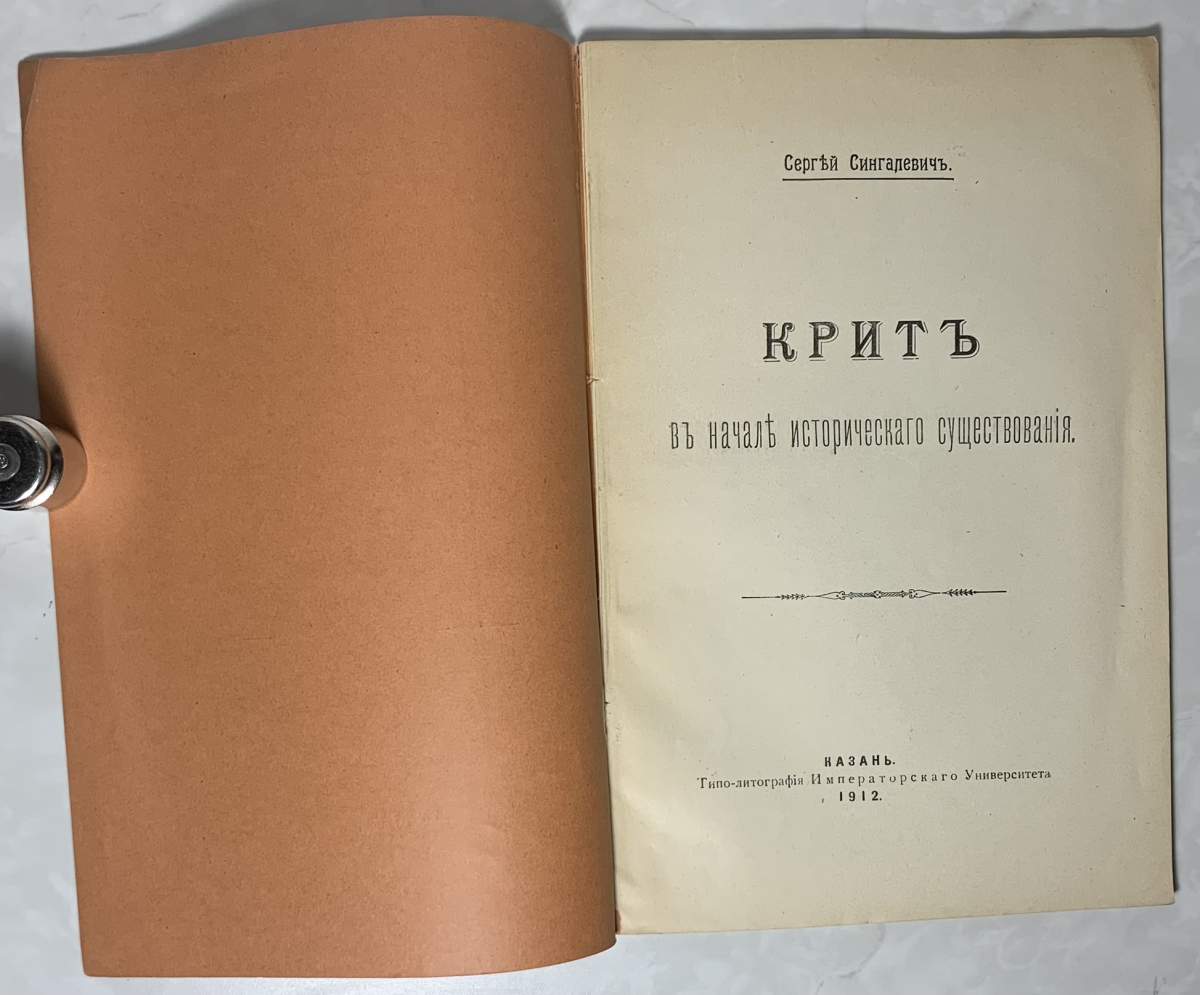 Сергѣй Сингалевичъ.
КРИТЪ
въ началѣ историческаго существованія.
КАЗАНЬ.
Типо-литографія Императорскаго Университета
1912.